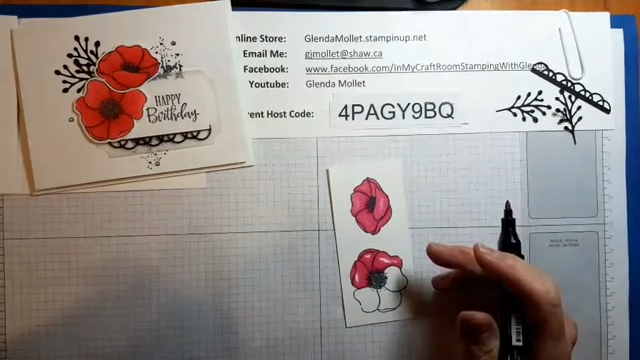 nline Store: GlendaMollet.stampinup.net
Email Me: gjmollet@shaw.ca
Facebook: www.facebook.com/InMyCraftRoomStampingWithGlenda
Youtube: Glenda Mollet
rent Host Code: 4PAGY9BQ
HAPPY
Birthday